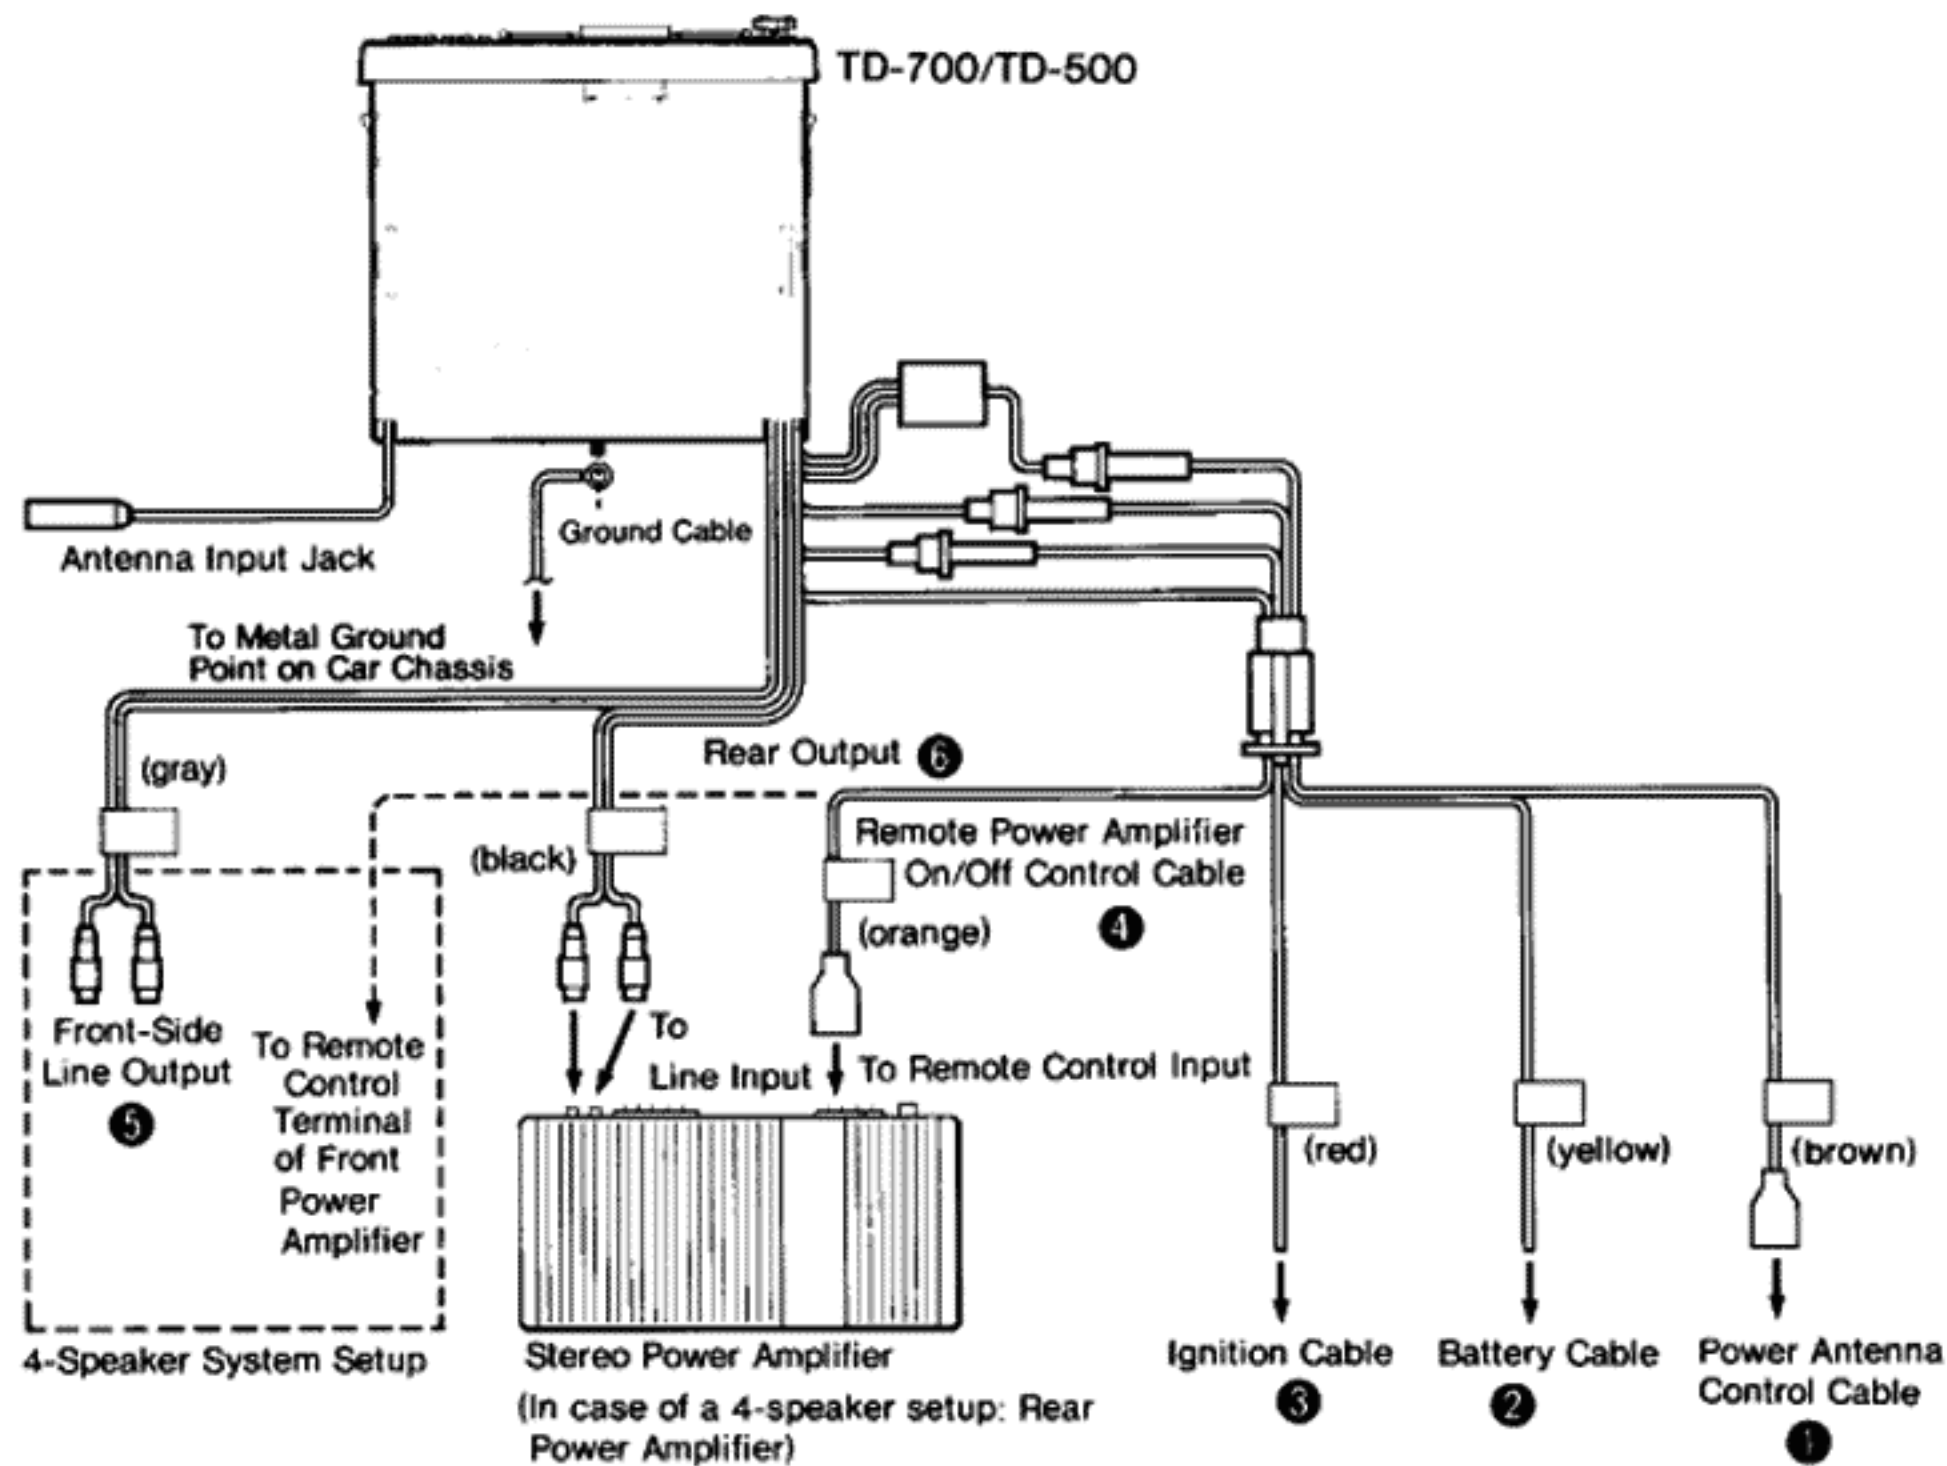 TD-700/TD-500
Antenna Input Jack
Ground Cable
To Metal Ground
Point on Car Chassis
(gray)
Rear Output 6
(black)
Remote Power Amplifier
On/Off Control Cable
4
(orange)
Front-Side
Line Output
5
To Remote
Control
Terminal
of Front
Power
Amplifier
4-Speaker System Setup
To
Line Input
To Remote Control Input
Stereo Power Amplifier
(In case of a 4-speaker setup: Rear
Power Amplifier)
(red)
(yellow)
(brown)
Ignition Cable
3
Battery Cable
2
Power Antenna
Control Cable
1